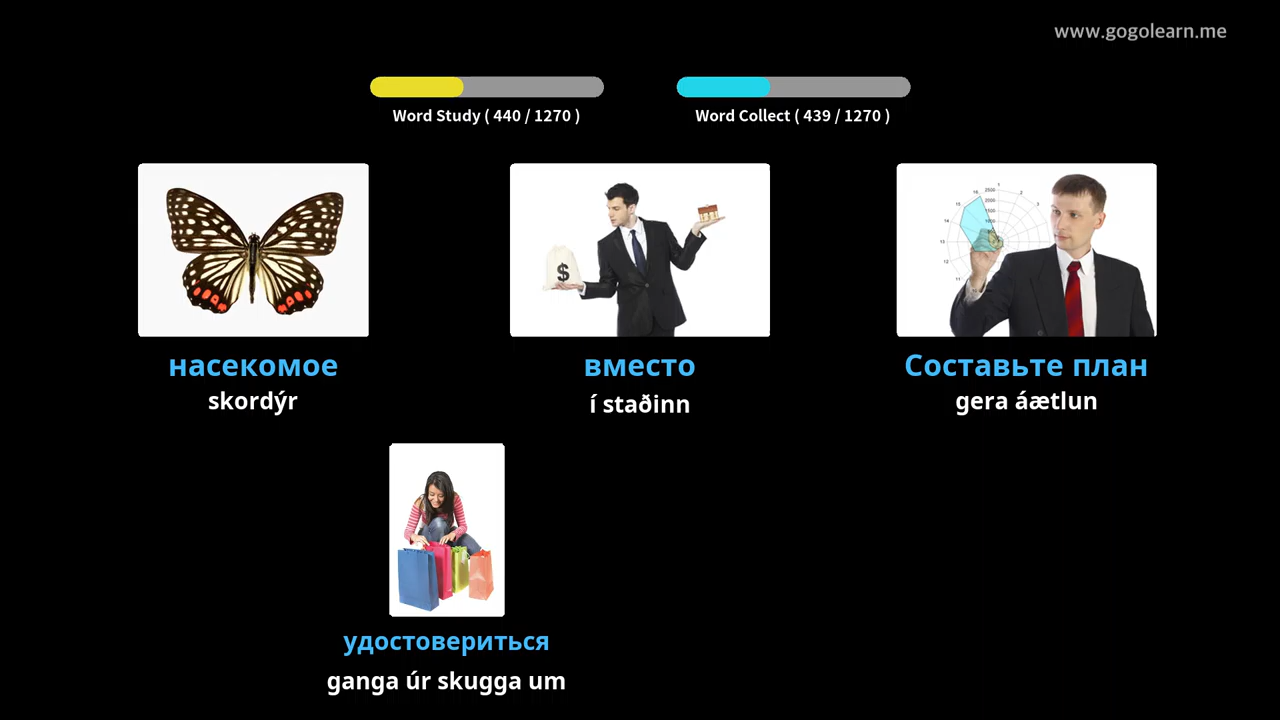 www.gogolearn.me
Word Study ( 440 / 1270 )
Word Collect ( 439 / 1270 )
$
насекомое
skordýr
вместо
í staðinn
Составьте план
gera áætlun
удостовериться
ganga úr skugga um